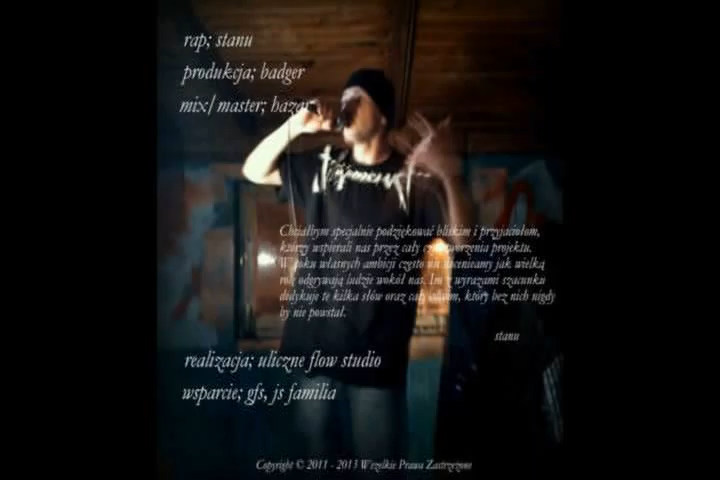 rap; stanu
produkcja; badger
mix/master; hazar
Chciałbym specjalnie podziękować bliskim i przyjaciołom,
którzy wspierali nas przez cały tworzenia projektu.
W toku własnych ambicji często nie doceniamy jak wielką
rolę odgrywają ludzie wokół nas. Im z wyrazami szacunku
dedykuje te kilka słów oraz cały , który bez nich nigdy
by nie powstał.
stanu
realizacja; uliczne flow studio
wsparcie; gfs, js familia
Copyright © 2011 - 2013 Wszelkie Prawa Zastrzeżone